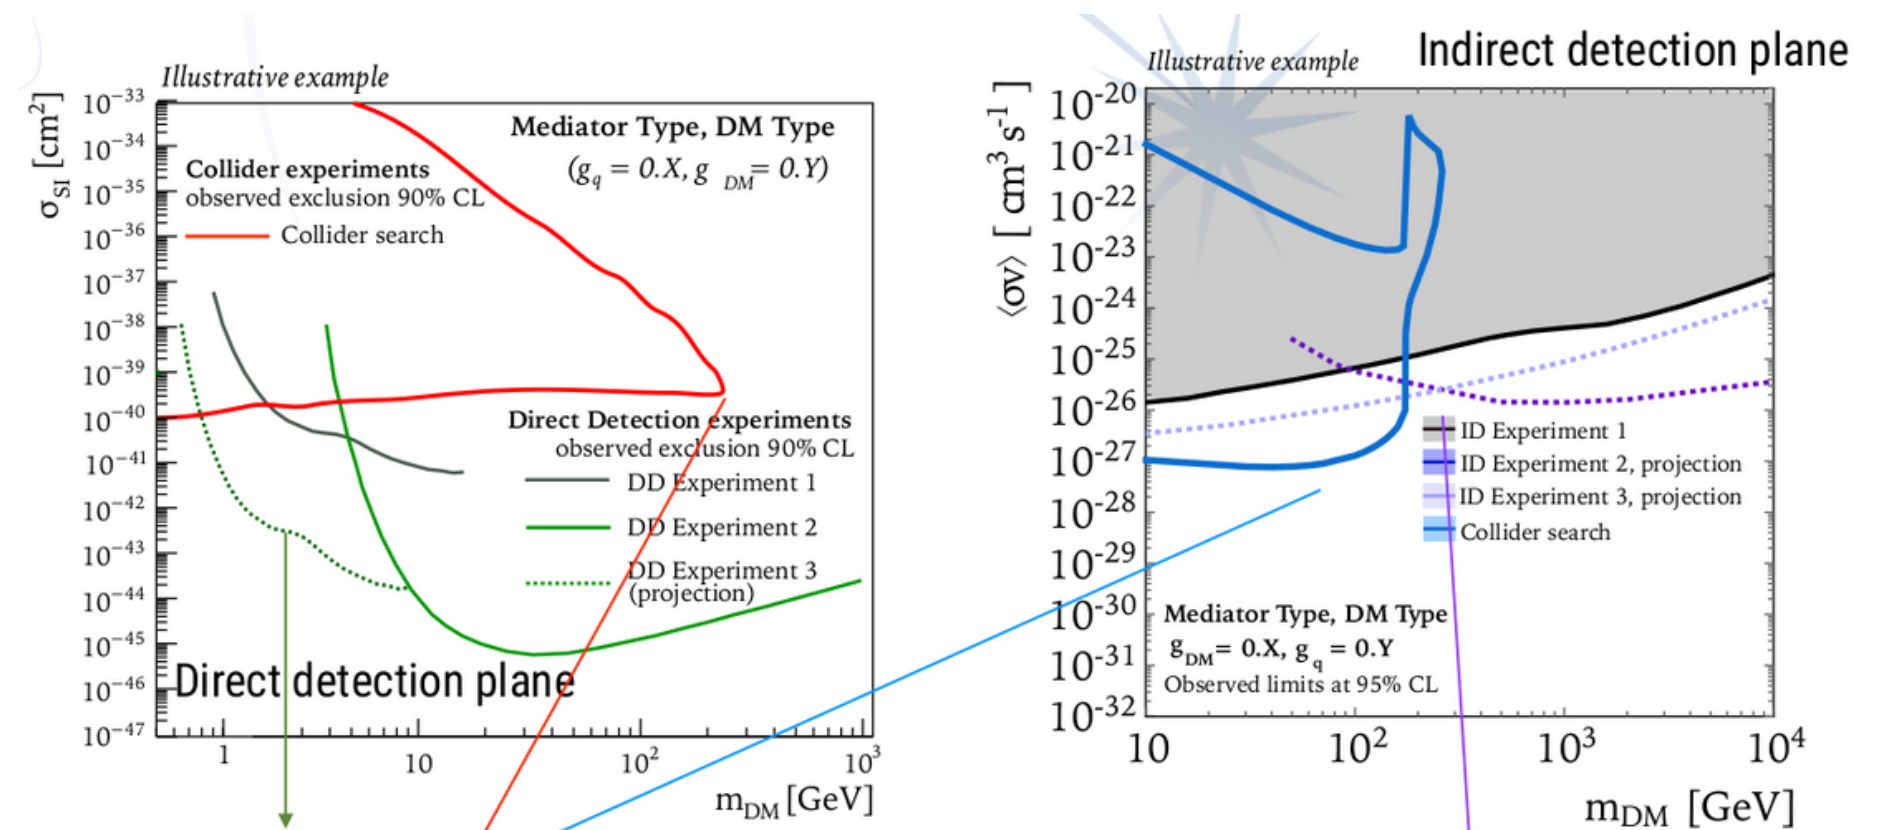 Illustrative example
σSI [cm²]
10⁻³³
10⁻³⁴
10⁻³⁵
10⁻³⁶
10⁻³⁷
10⁻³⁸
10⁻³⁹
10⁻⁴⁰
10⁻⁴¹
10⁻⁴²
10⁻⁴³
10⁻⁴⁴
10⁻⁴⁵
10⁻⁴⁶
10⁻⁴⁷
Mediator Type, DM Type
(gq = 0.X, g DM= 0.Y)
Collider experiments
observed exclusion 90% CL
Collider search
Direct Detection experiments
observed exclusion 90% CL
DD Experiment 1
DD Experiment 2
DD Experiment 3
(projection)
Direct detection plane
1 10 10² 10³
mDM [GeV]
Indirect detection plane
Illustrative example
⟨σv⟩ [ cm³ s⁻¹ ]
10⁻²⁰
10⁻²¹
10⁻²²
10⁻²³
10⁻²⁴
10⁻²⁵
10⁻²⁶
10⁻²⁷
10⁻²⁸
10⁻²⁹
10⁻³⁰
10⁻³¹
10⁻³²
ID Experiment 1
ID Experiment 2, projection
ID Experiment 3, projection
Collider search
Mediator Type, DM Type
gDM= 0.X, gq = 0.Y
Observed limits at 95% CL
10 10² 10³ 10⁴
mDM [GeV]